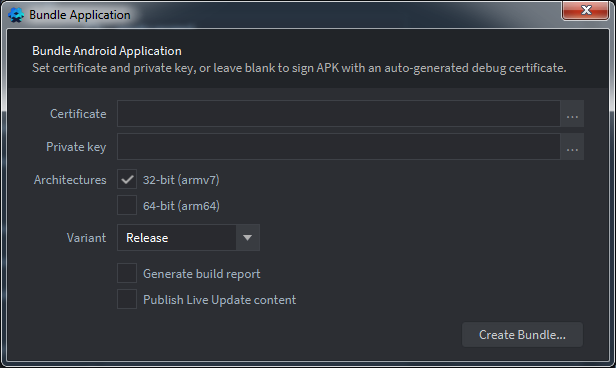 Bundle Application
Bundle Android Application
Set certificate and private key, or leave blank to sign APK with an auto-generated debug certificate.
Certificate
...
Private key
...
Architectures 32-bit (armv7)
64-bit (arm64)
Variant Release
Generate build report
Publish Live Update content
Create Bundle...